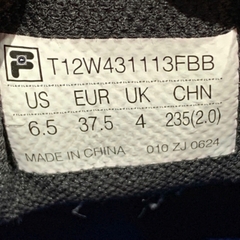 F T12W431113FBB
US EUR UK CHN
6.5 37.5 4 235(2.0)
MADE IN CHINA 010 ZJ 0624